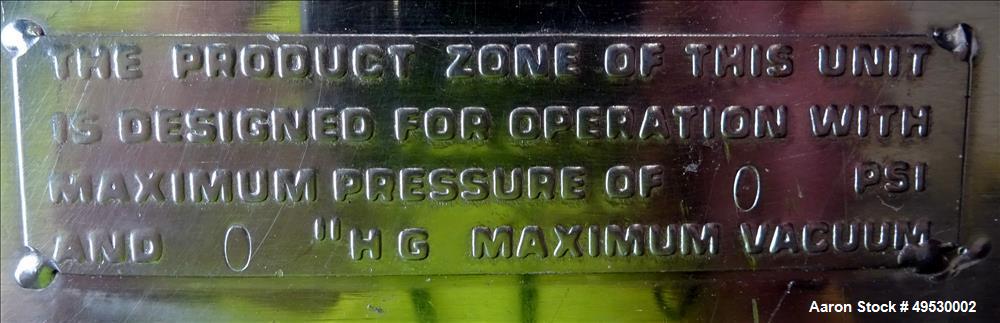 THE PRODUCT ZONE OF THIS UNIT
IS DESIGNED FOR OPERATION WITH
MAXIMUM PRESSURE OF 0 PSI
AND 0 "HG MAXIMUM VACUUM
Aaron Stock # 49530002